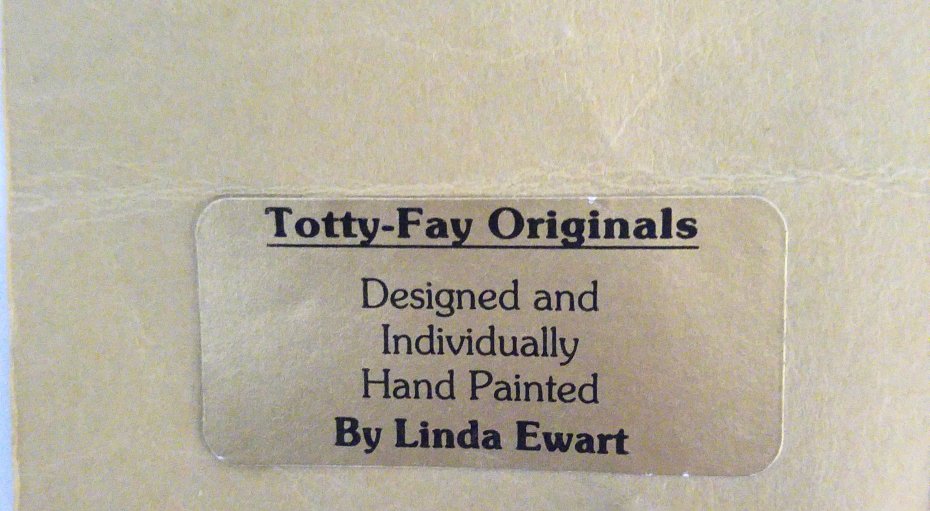 Totty-Fay Originals
Designed and
Individually
Hand Painted
By Linda Ewart